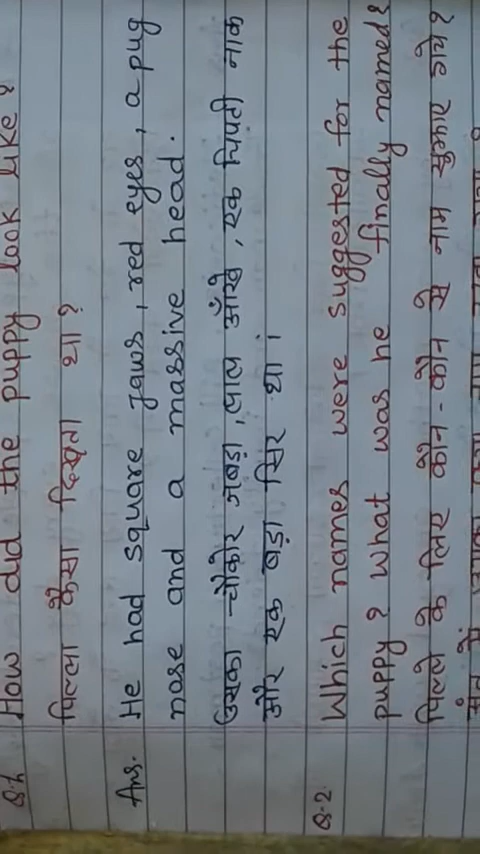 Q.1 How did the puppy look like?
पिल्ला कैसा दिखता था?
Ans. He had square jaws, red eyes, a pug
nose and a massive head.
उसका चौकोर जबड़ा, लाल आँखे, एक चिपटी नाक
और एक बड़ा सिर था।
Q.2 Which names were suggested for the
puppy? What was he finally named?
पिल्ले के लिए कौन-कौन से नाम सुझाए गये?